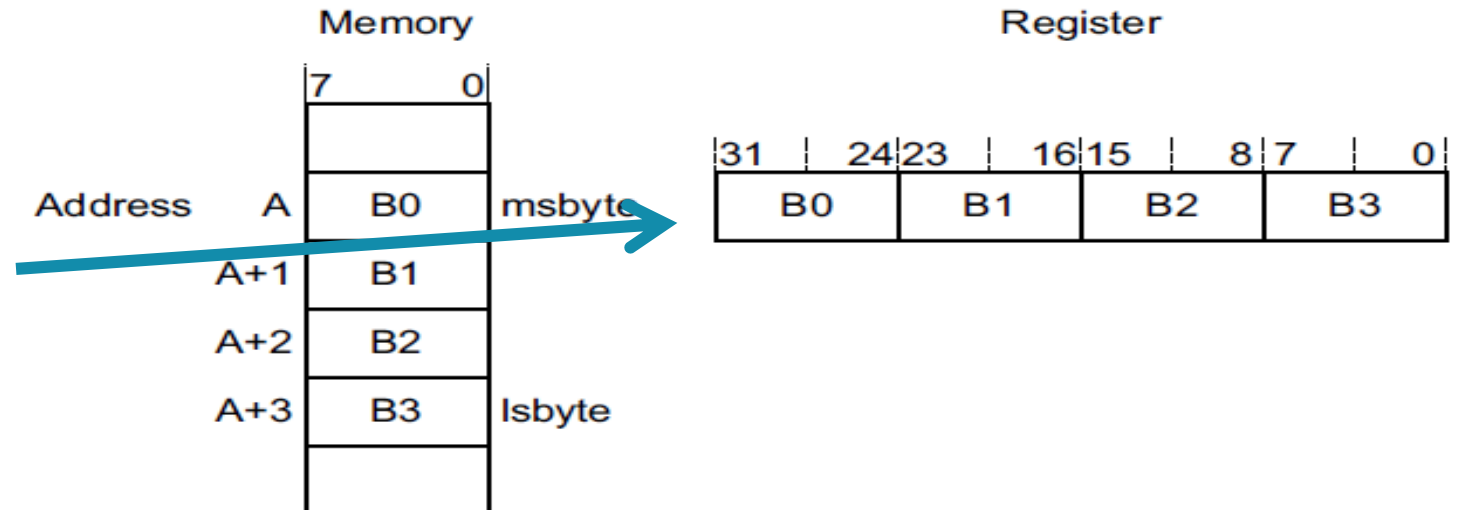 Memory
Register
7 0
31 24 23 16 15 8 7 0
Address A B0 msbyte
B0 B1 B2 B3
A+1 B1
A+2 B2
A+3 B3 lsbyte